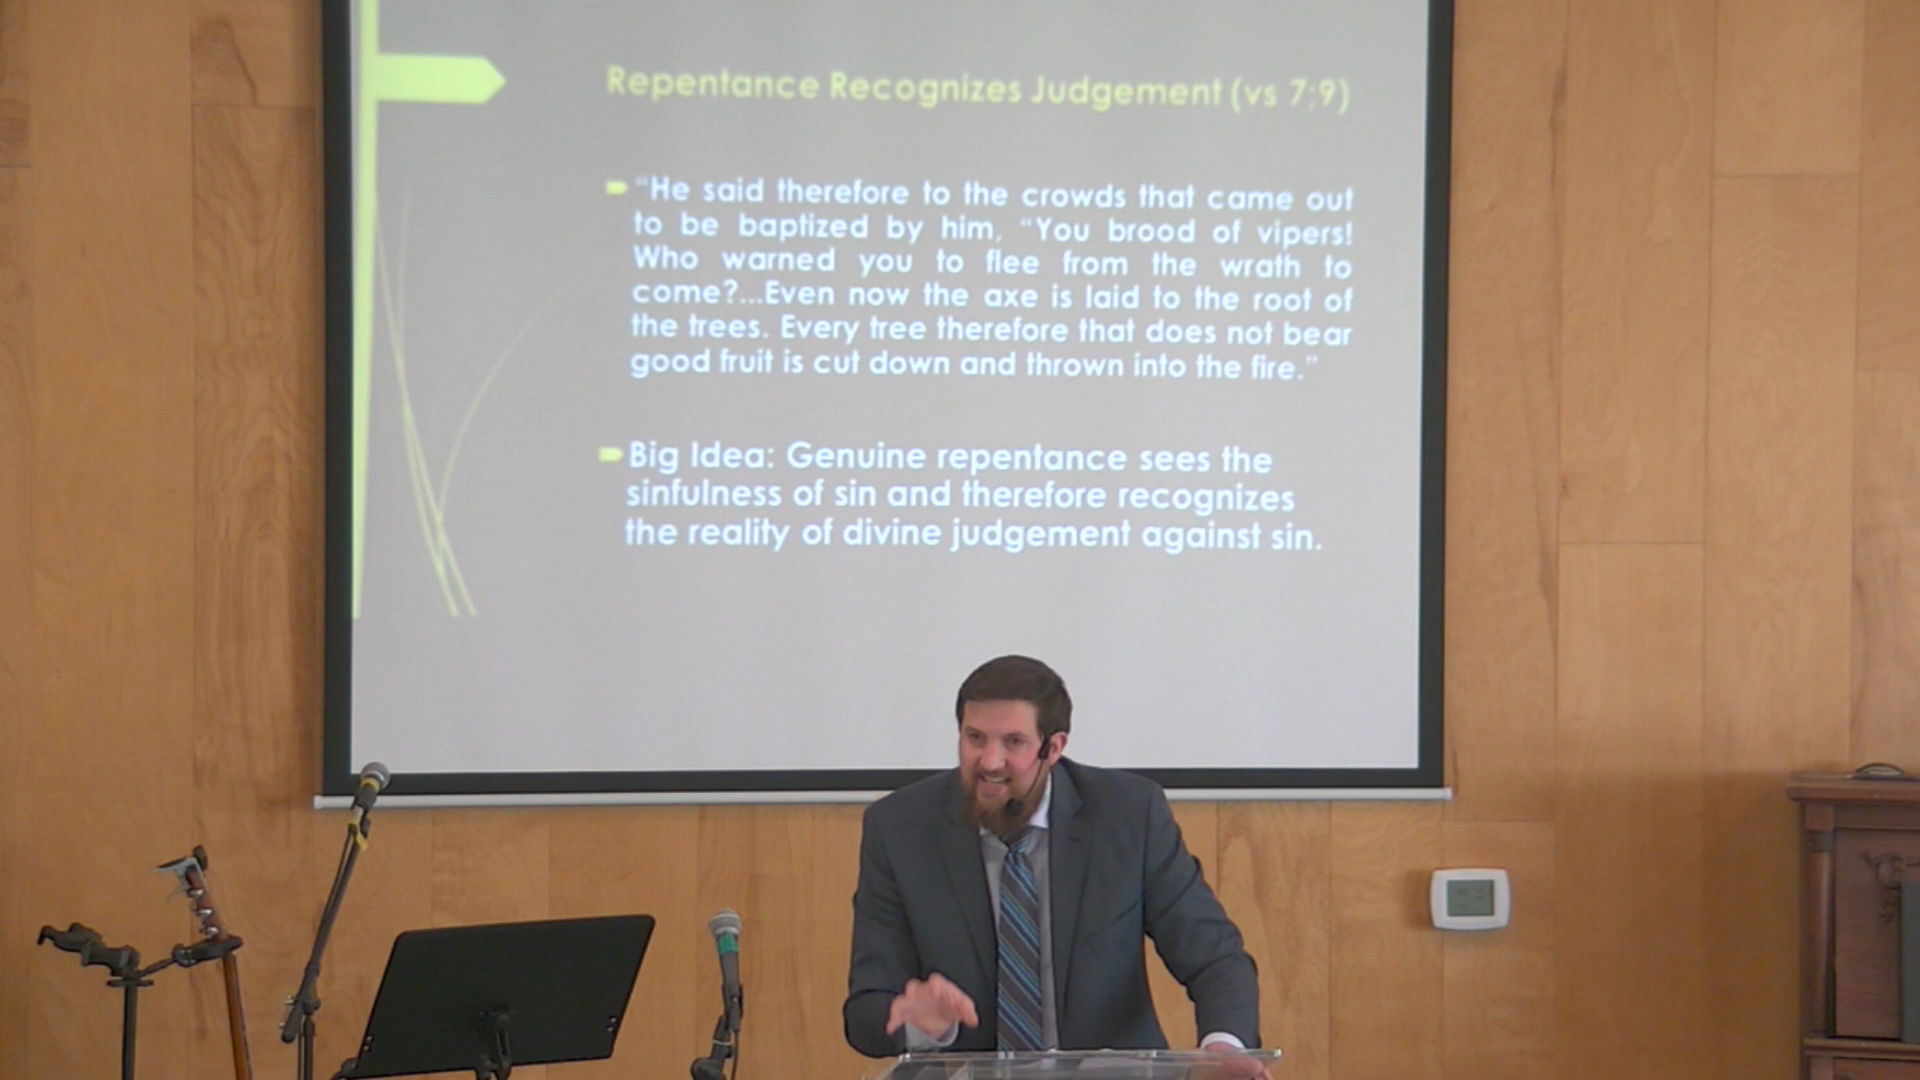 Repentance Recognizes Judgement (vs 7;9)
“He said therefore to the crowds that came out
to be baptized by him, “You brood of vipers!
Who warned you to flee from the wrath to
come?...Even now the axe is laid to the root of
the trees. Every tree therefore that does not bear
good fruit is cut down and thrown into the fire.”
Big Idea: Genuine repentance sees the
sinfulness of sin and therefore recognizes
the reality of divine judgement against sin.